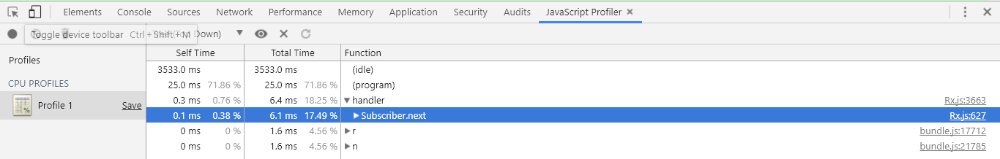 Elements Console Sources Network Performance Memory Application Security Audits JavaScript Profiler
Toggle device toolbar Ctrl + Shift + M Down)
Profiles
CPU PROFILES
Profile 1 Save
Self Time Total Time Function
3533.0 ms 3533.0 ms (idle)
25.0 ms 71.86 % 25.0 ms 71.86 % (program)
0.3 ms 0.76 % 6.4 ms 18.25 % handler Rx.js:3663
0.1 ms 0.38 % 6.1 ms 17.49 % Subscriber.next Rx.js:627
0 ms 0 % 1.6 ms 4.56 % r bundle.js:17712
0 ms 0 % 1.6 ms 4.56 % n bundle.js:21785